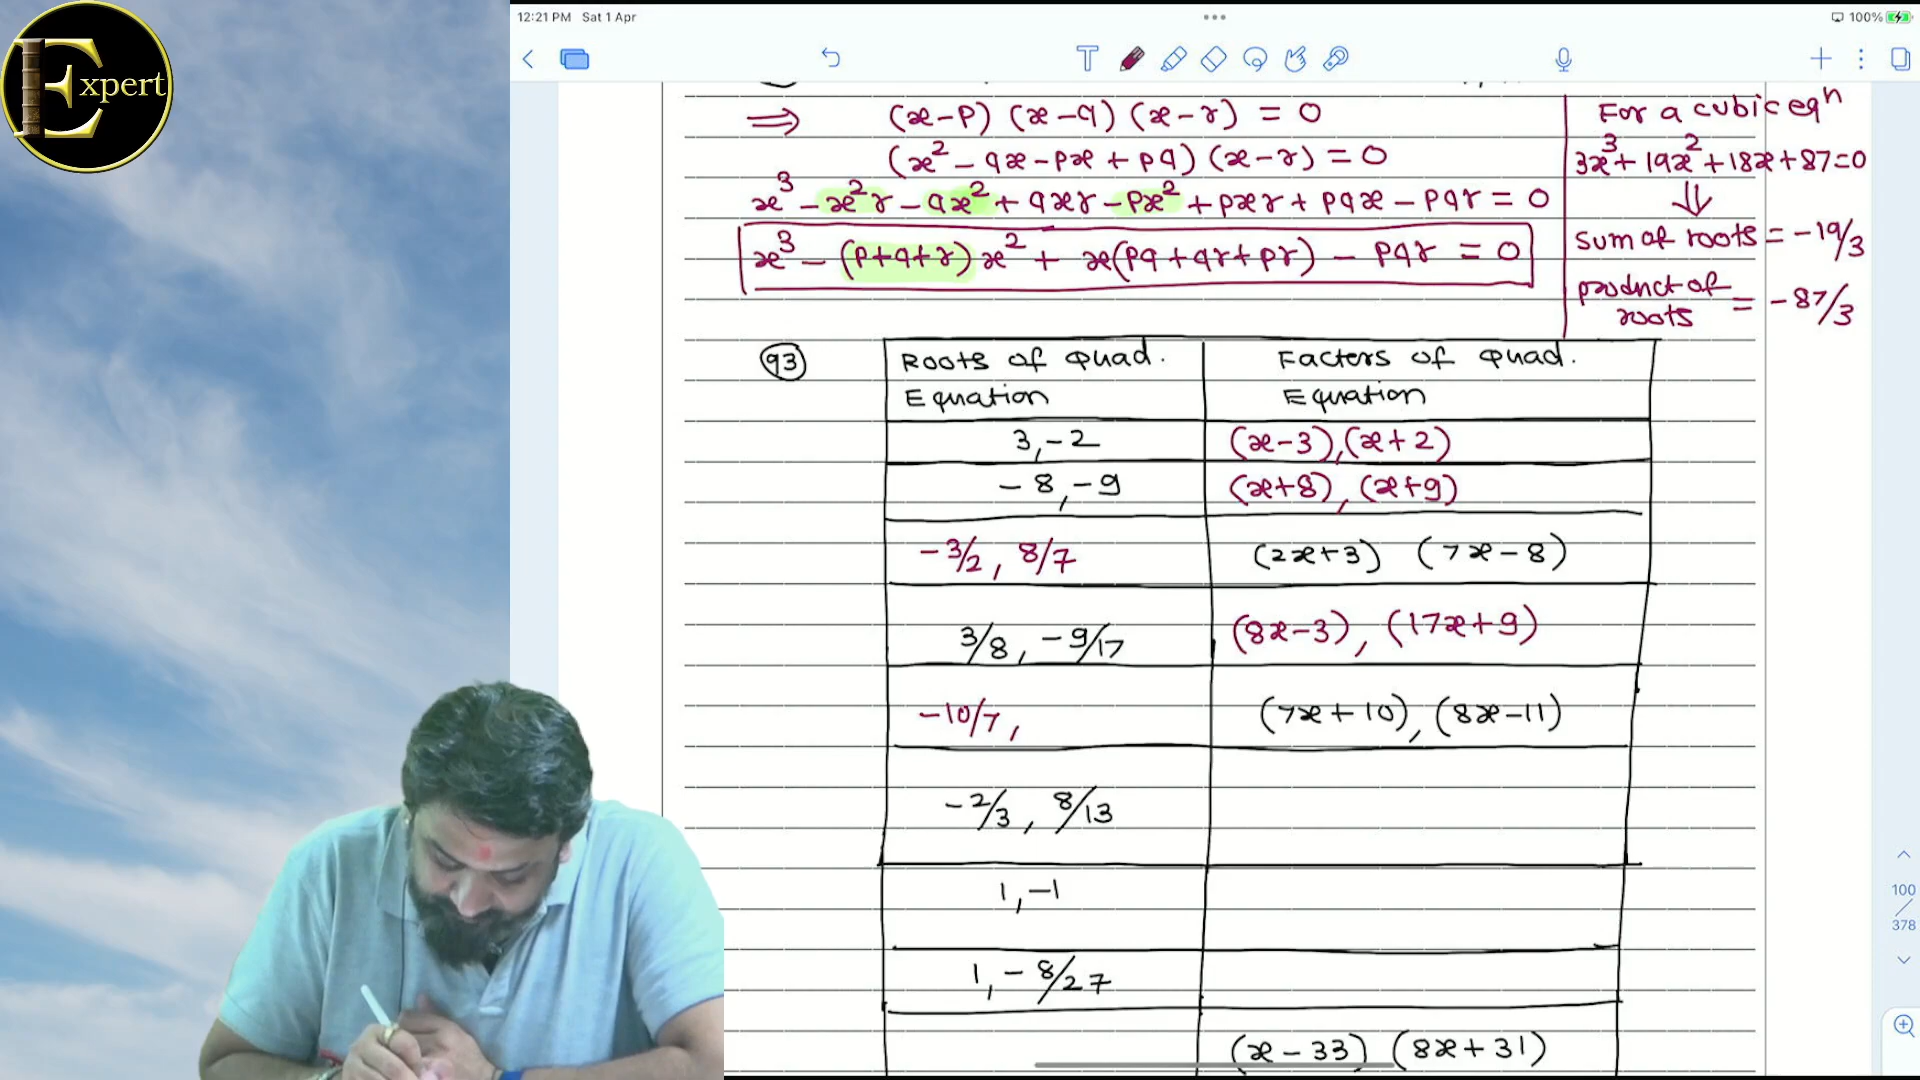 Expert
12:21 PM Sat 1 Apr
100%
⇒ (x-p) (x-q) (x-r) = 0
(x² - qx - px + pq) (x-r) = 0
x³ - x²r - qx² + qxr - px² + pxr + pqx - pqr = 0
x³ - (p+q+r)x² + x(pq+qr+pr) - pqr = 0
For a cubic eqⁿ
3x³+19x²+18x+87=0
⇓
sum of roots = -19/3
product of roots = -87/3
93
Roots of Quad. Equation
Factors of Quad. Equation
3, -2 (x-3), (x+2)
-8, -9 (x+8), (x+9)
-3/2, 8/7 (2x+3) (7x-8)
3/8, -9/17 (8x-3), (17x+9)
-10/7, (7x+10), (8x-11)
-2/3, 8/13
1, -1
1, -8/27
(x-33) (8x+31)
100
/
378